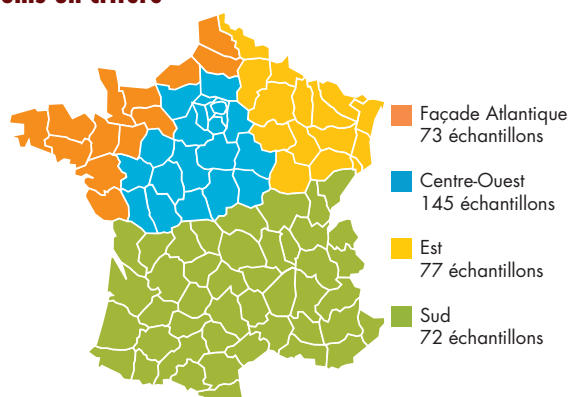 Façade Atlantique
73 échantillons
Centre-Ouest
145 échantillons
Est
77 échantillons
Sud
72 échantillons